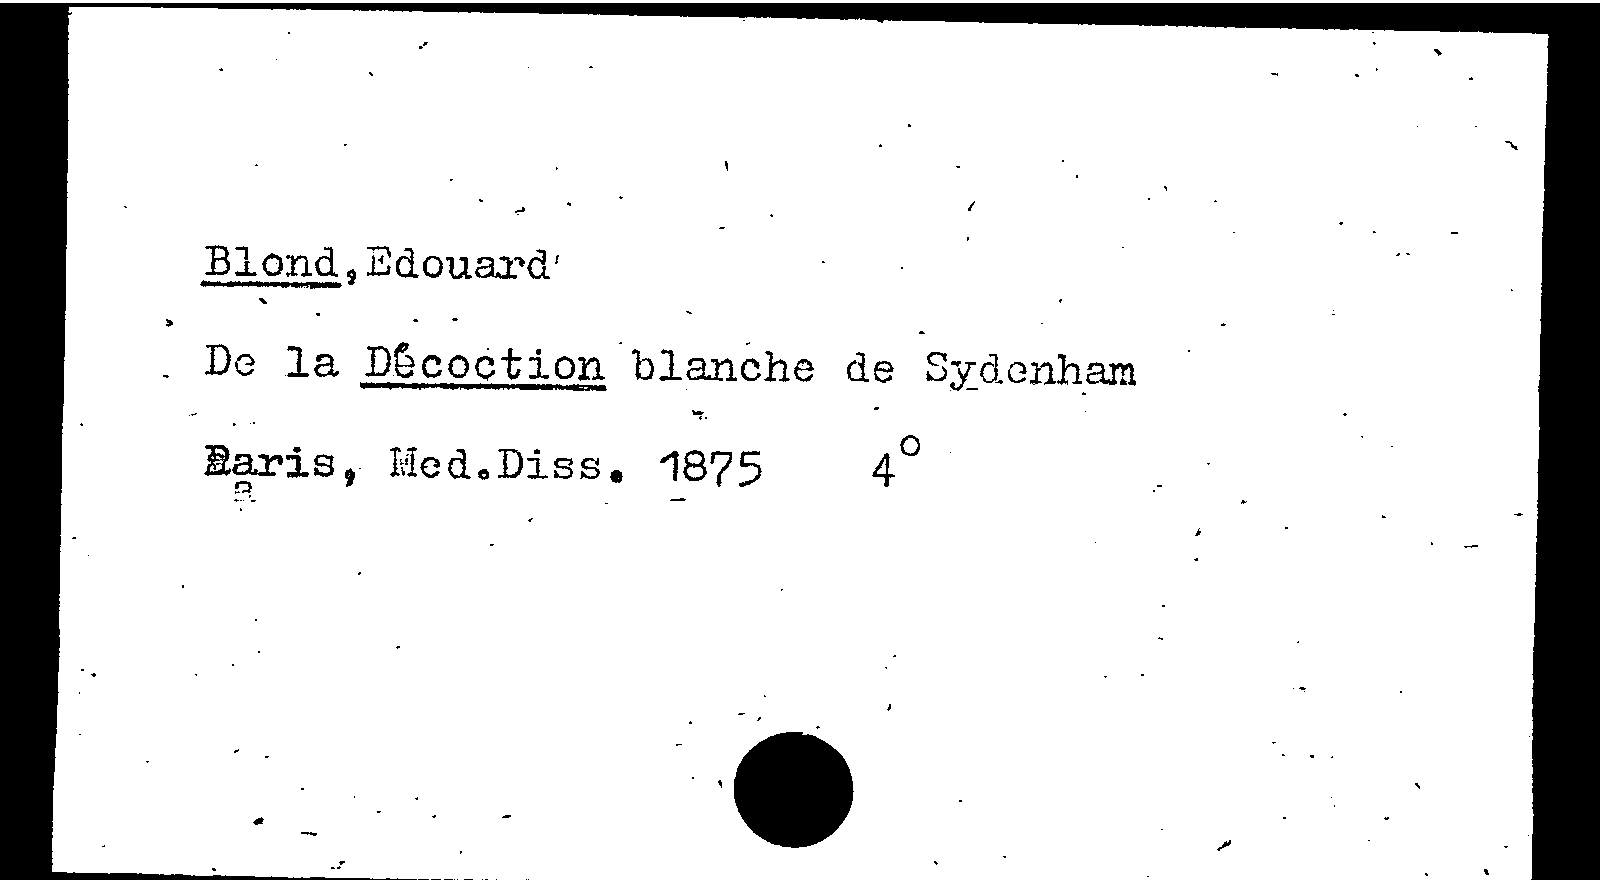 Blond,Edouard
De la Décoction blanche de Sydenham
Paris, Med.Diss. 1875 4°